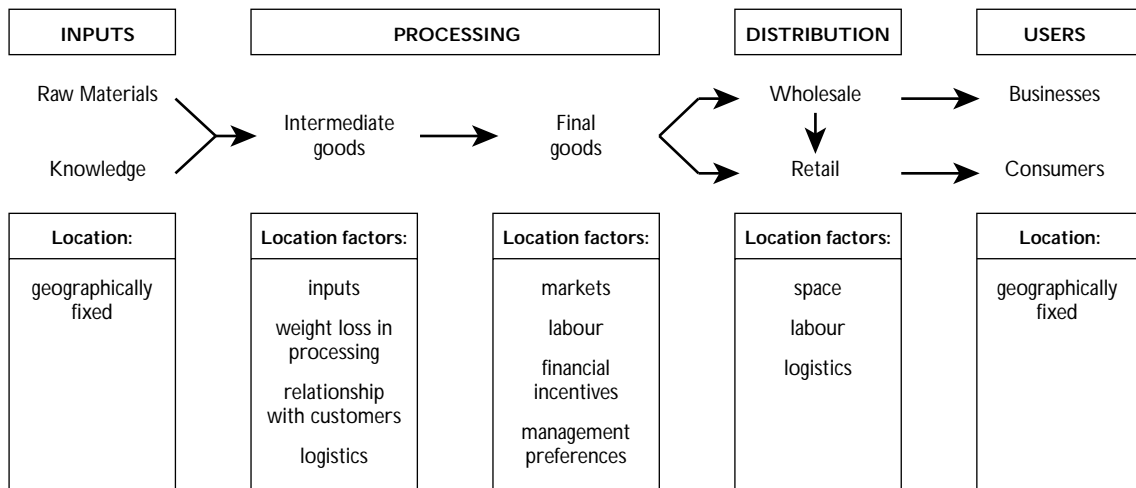 INPUTS
PROCESSING
DISTRIBUTION
USERS
Raw Materials
Knowledge
Intermediate
goods
Final
goods
Wholesale
Retail
Businesses
Consumers
Location:
geographically
fixed
Location factors:
inputs
weight loss in
processing
relationship
with customers
logistics
Location factors:
markets
labour
financial
incentives
management
preferences
Location factors:
space
labour
logistics
Location:
geographically
fixed